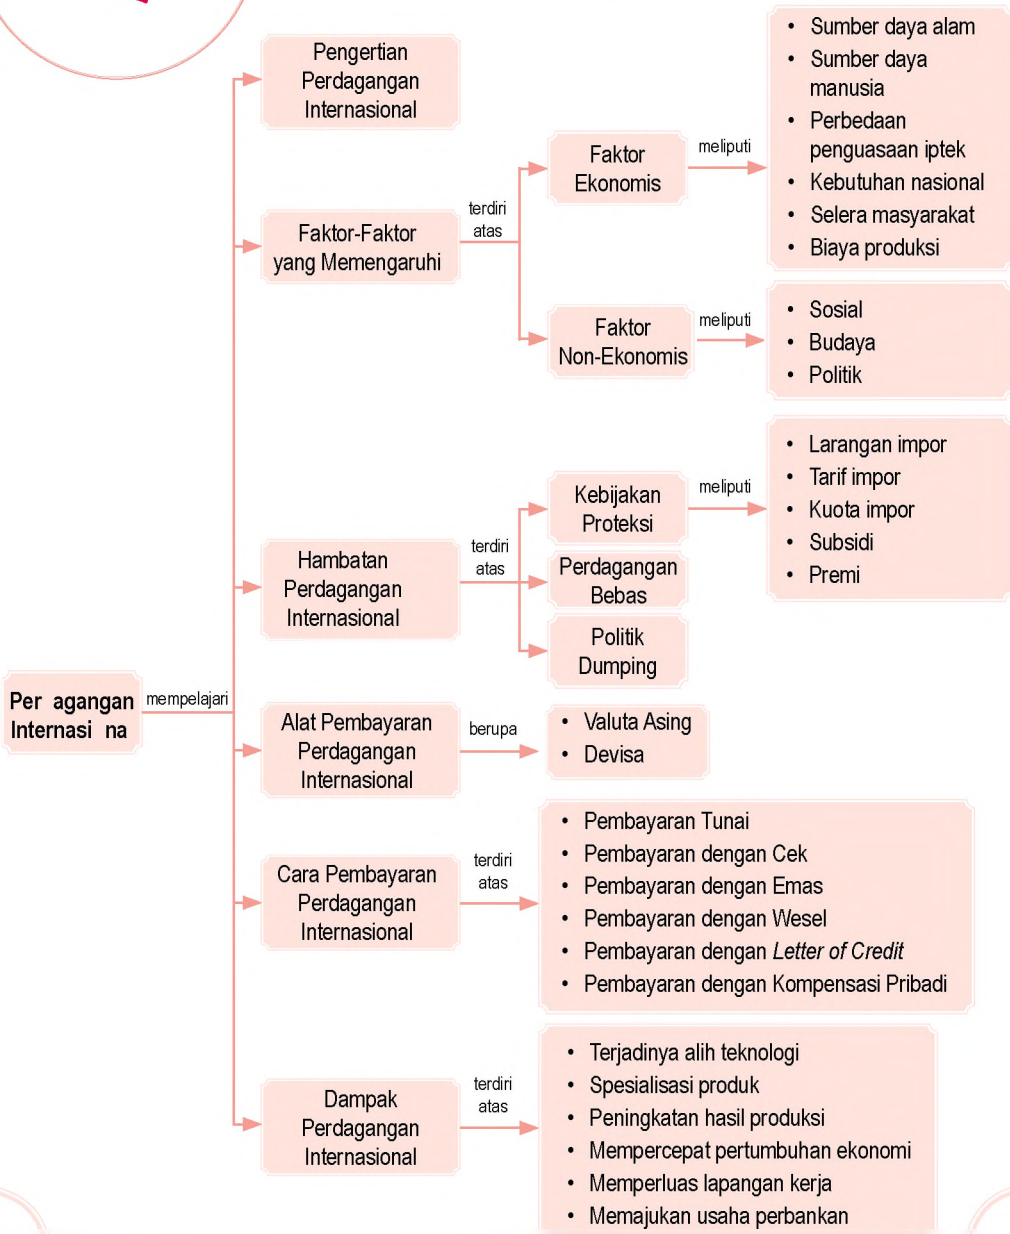 Pengertian
Perdagangan
Internasional
Faktor-Faktor
yang Memengaruhi
terdiri
atas
Faktor
Ekonomis
meliputi
• Sumber daya alam
• Sumber daya
manusia
• Perbedaan
penguasaan iptek
• Kebutuhan nasional
• Selera masyarakat
• Biaya produksi
Faktor
Non-Ekonomis
meliputi
• Sosial
• Budaya
• Politik
Hambatan
Perdagangan
Internasional
terdiri
atas
Kebijakan
Proteksi
meliputi
• Larangan impor
• Tarif impor
• Kuota impor
• Subsidi
• Premi
Perdagangan
Bebas
Politik
Dumping
Per agangan
Internasi na
mempelajari
Alat Pembayaran
Perdagangan
Internasional
berupa
• Valuta Asing
• Devisa
Cara Pembayaran
Perdagangan
Internasional
terdiri
atas
• Pembayaran Tunai
• Pembayaran dengan Cek
• Pembayaran dengan Emas
• Pembayaran dengan Wesel
• Pembayaran dengan Letter of Credit
• Pembayaran dengan Kompensasi Pribadi
Dampak
Perdagangan
Internasional
terdiri
atas
• Terjadinya alih teknologi
• Spesialisasi produk
• Peningkatan hasil produksi
• Mempercepat pertumbuhan ekonomi
• Memperluas lapangan kerja
• Memajukan usaha perbankan